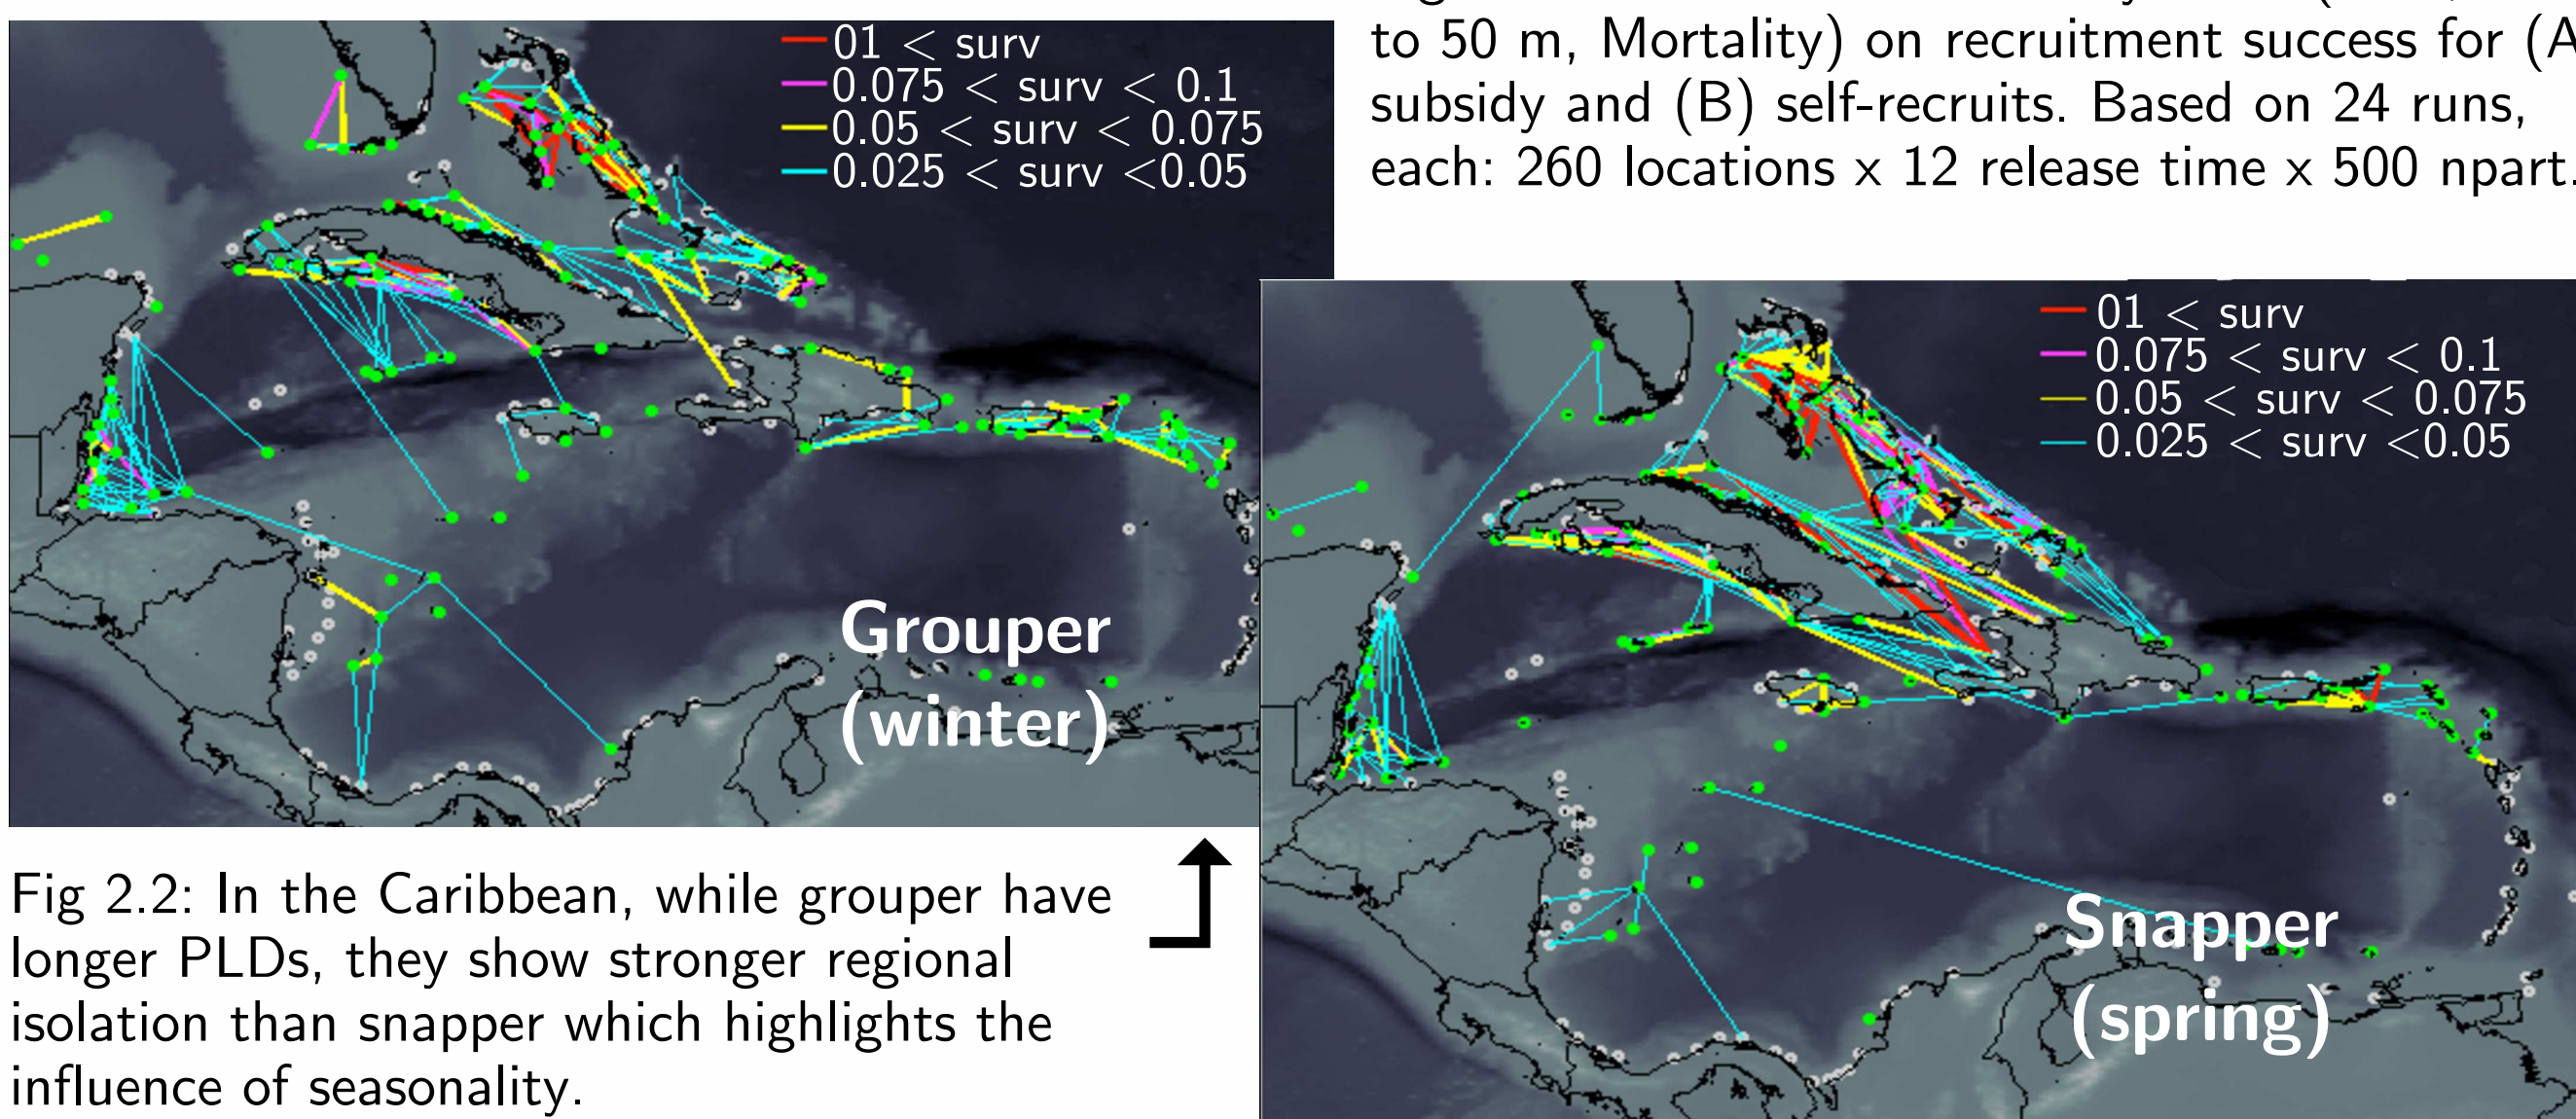 01 < surv
0.075 < surv < 0.1
0.05 < surv < 0.075
0.025 < surv <0.05
Grouper
(winter)
to 50 m, Mortality) on recruitment success for (A
subsidy and (B) self-recruits. Based on 24 runs,
each: 260 locations x 12 release time x 500 npart.
01 < surv
0.075 < surv < 0.1
0.05 < surv < 0.075
0.025 < surv <0.05
Snapper
(spring)
Fig 2.2: In the Caribbean, while grouper have
longer PLDs, they show stronger regional
isolation than snapper which highlights the
influence of seasonality.